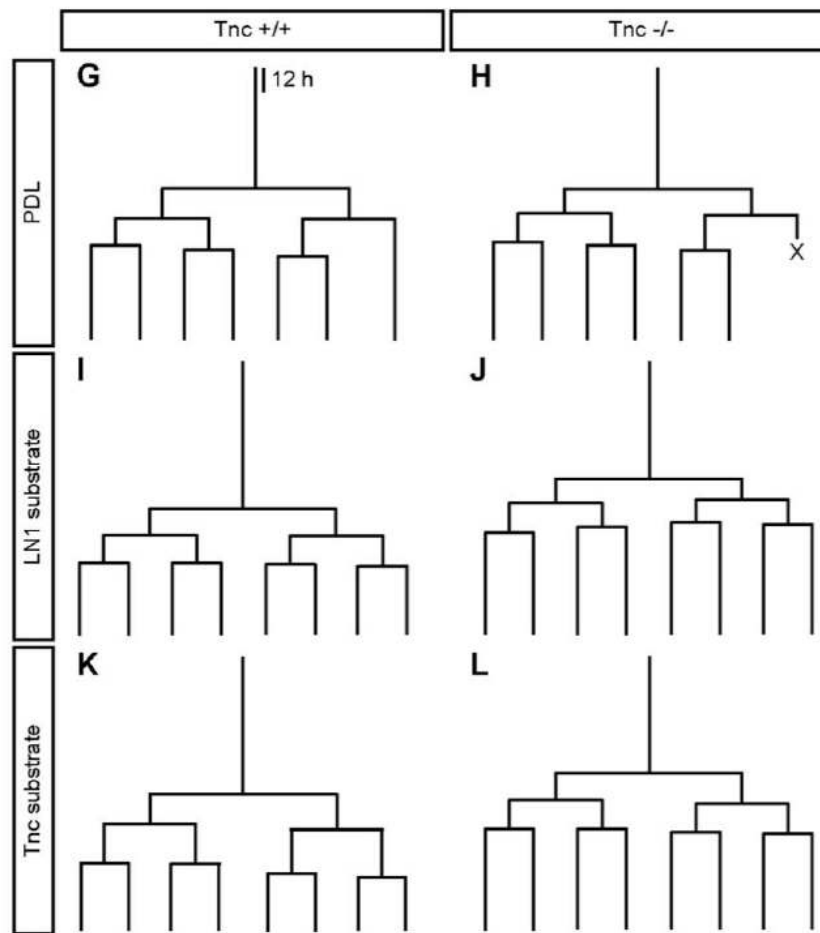 Tnc +/+
Tnc -/-
PDL
G
12 h
H
X
LN1 substrate
I
J
Tnc substrate
K
L